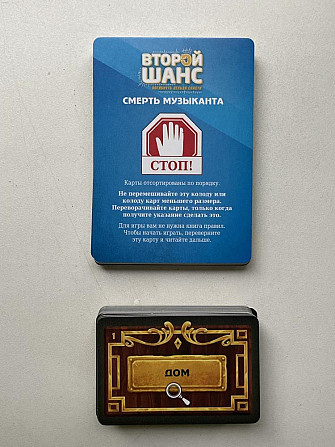 ВТОРОЙ
ШАНС
СМЕРТЬ МУЗЫКАНТА
СТОП!
Карты отсортированы по порядку.
Не перемешивайте эту колоду или
колоду карт меньшего размера.
Переворачивайте карты, только когда
получите указание сделать это.
Для игры вам не нужна книга правил.
Чтобы начать играть, переверните
эту карту и читайте дальше.
1
ДОМ